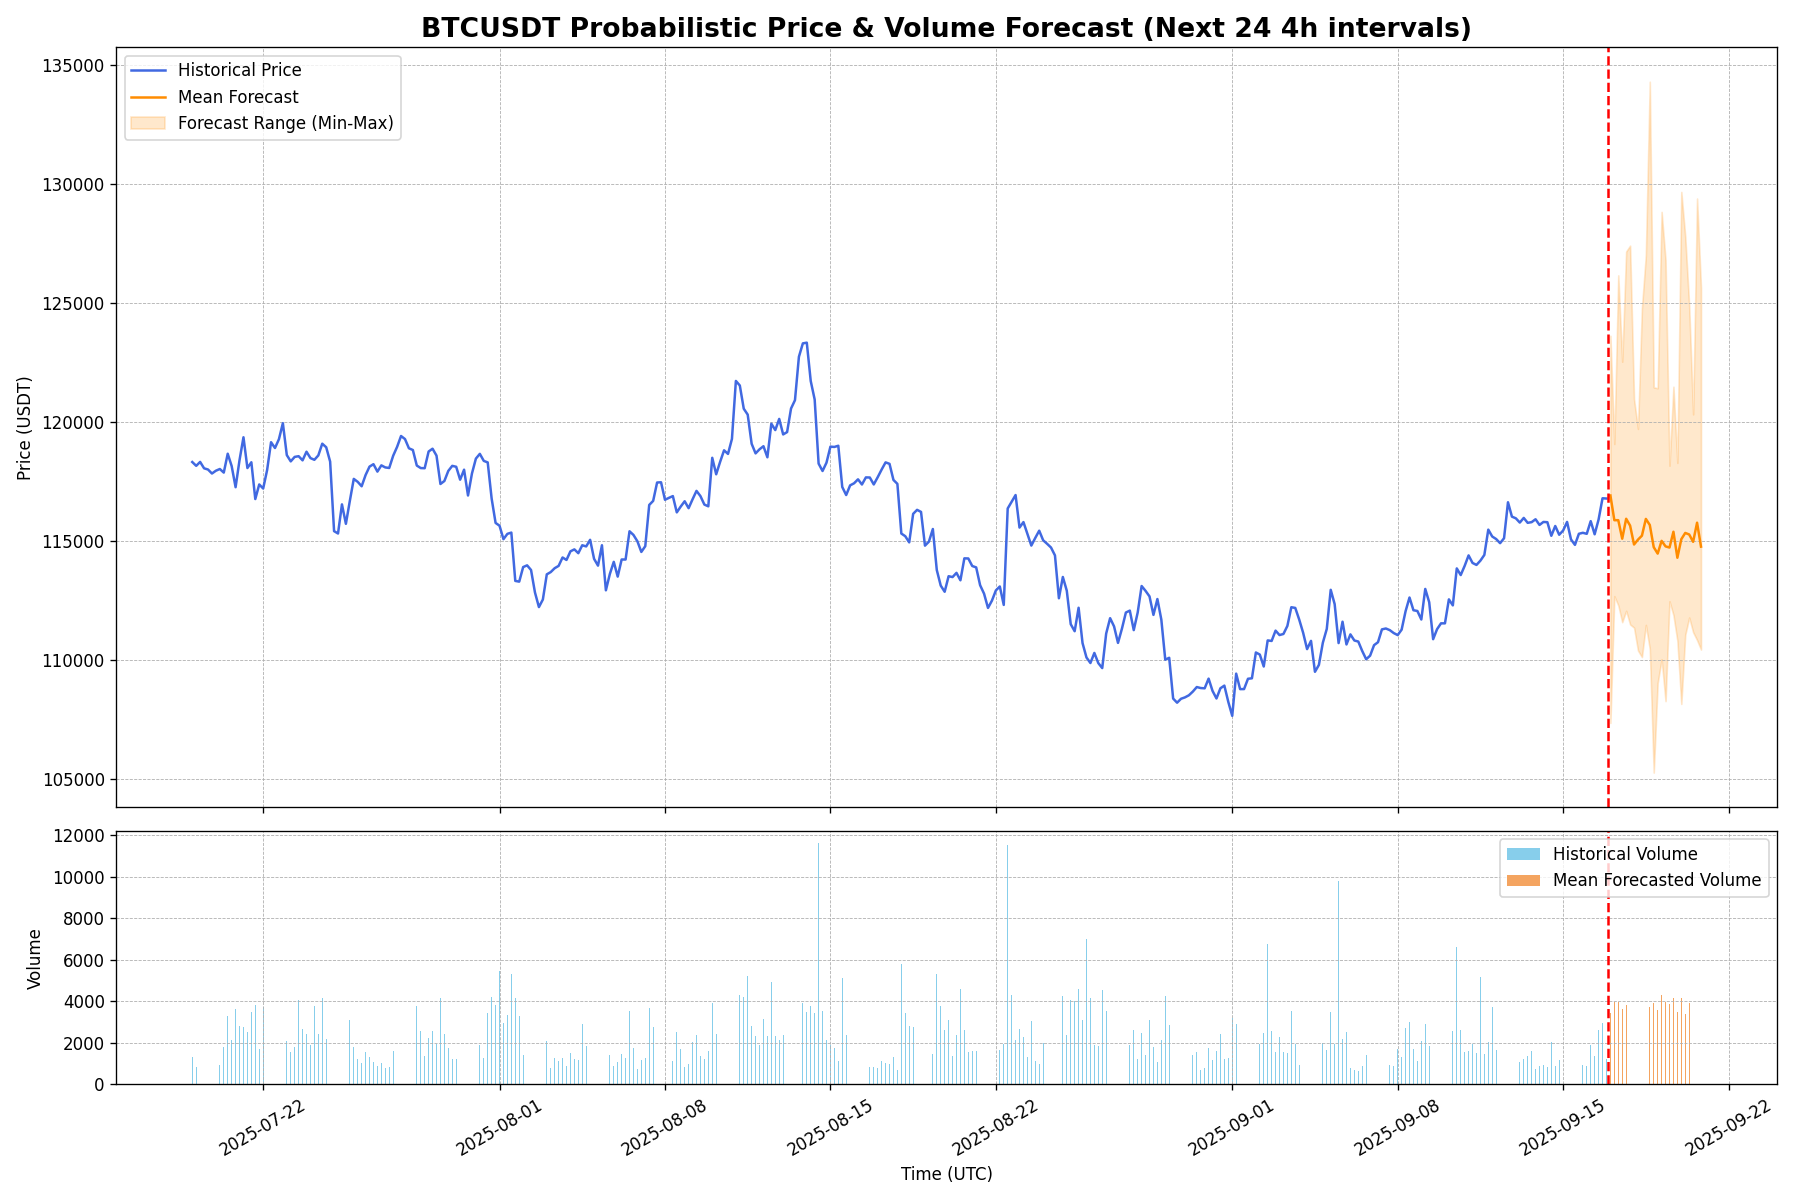 BTCUSDT Probabilistic Price & Volume Forecast (Next 24 4h intervals)
Historical Price
Mean Forecast
Forecast Range (Min-Max)
Price (USDT)
135000
130000
125000
120000
115000
110000
105000
Historical Volume
Mean Forecasted Volume
Volume
12000
10000
8000
6000
4000
2000
0
2025-07-22
2025-08-01
2025-08-08
2025-08-15
2025-08-22
2025-09-01
2025-09-08
2025-09-15
2025-09-22
Time (UTC)